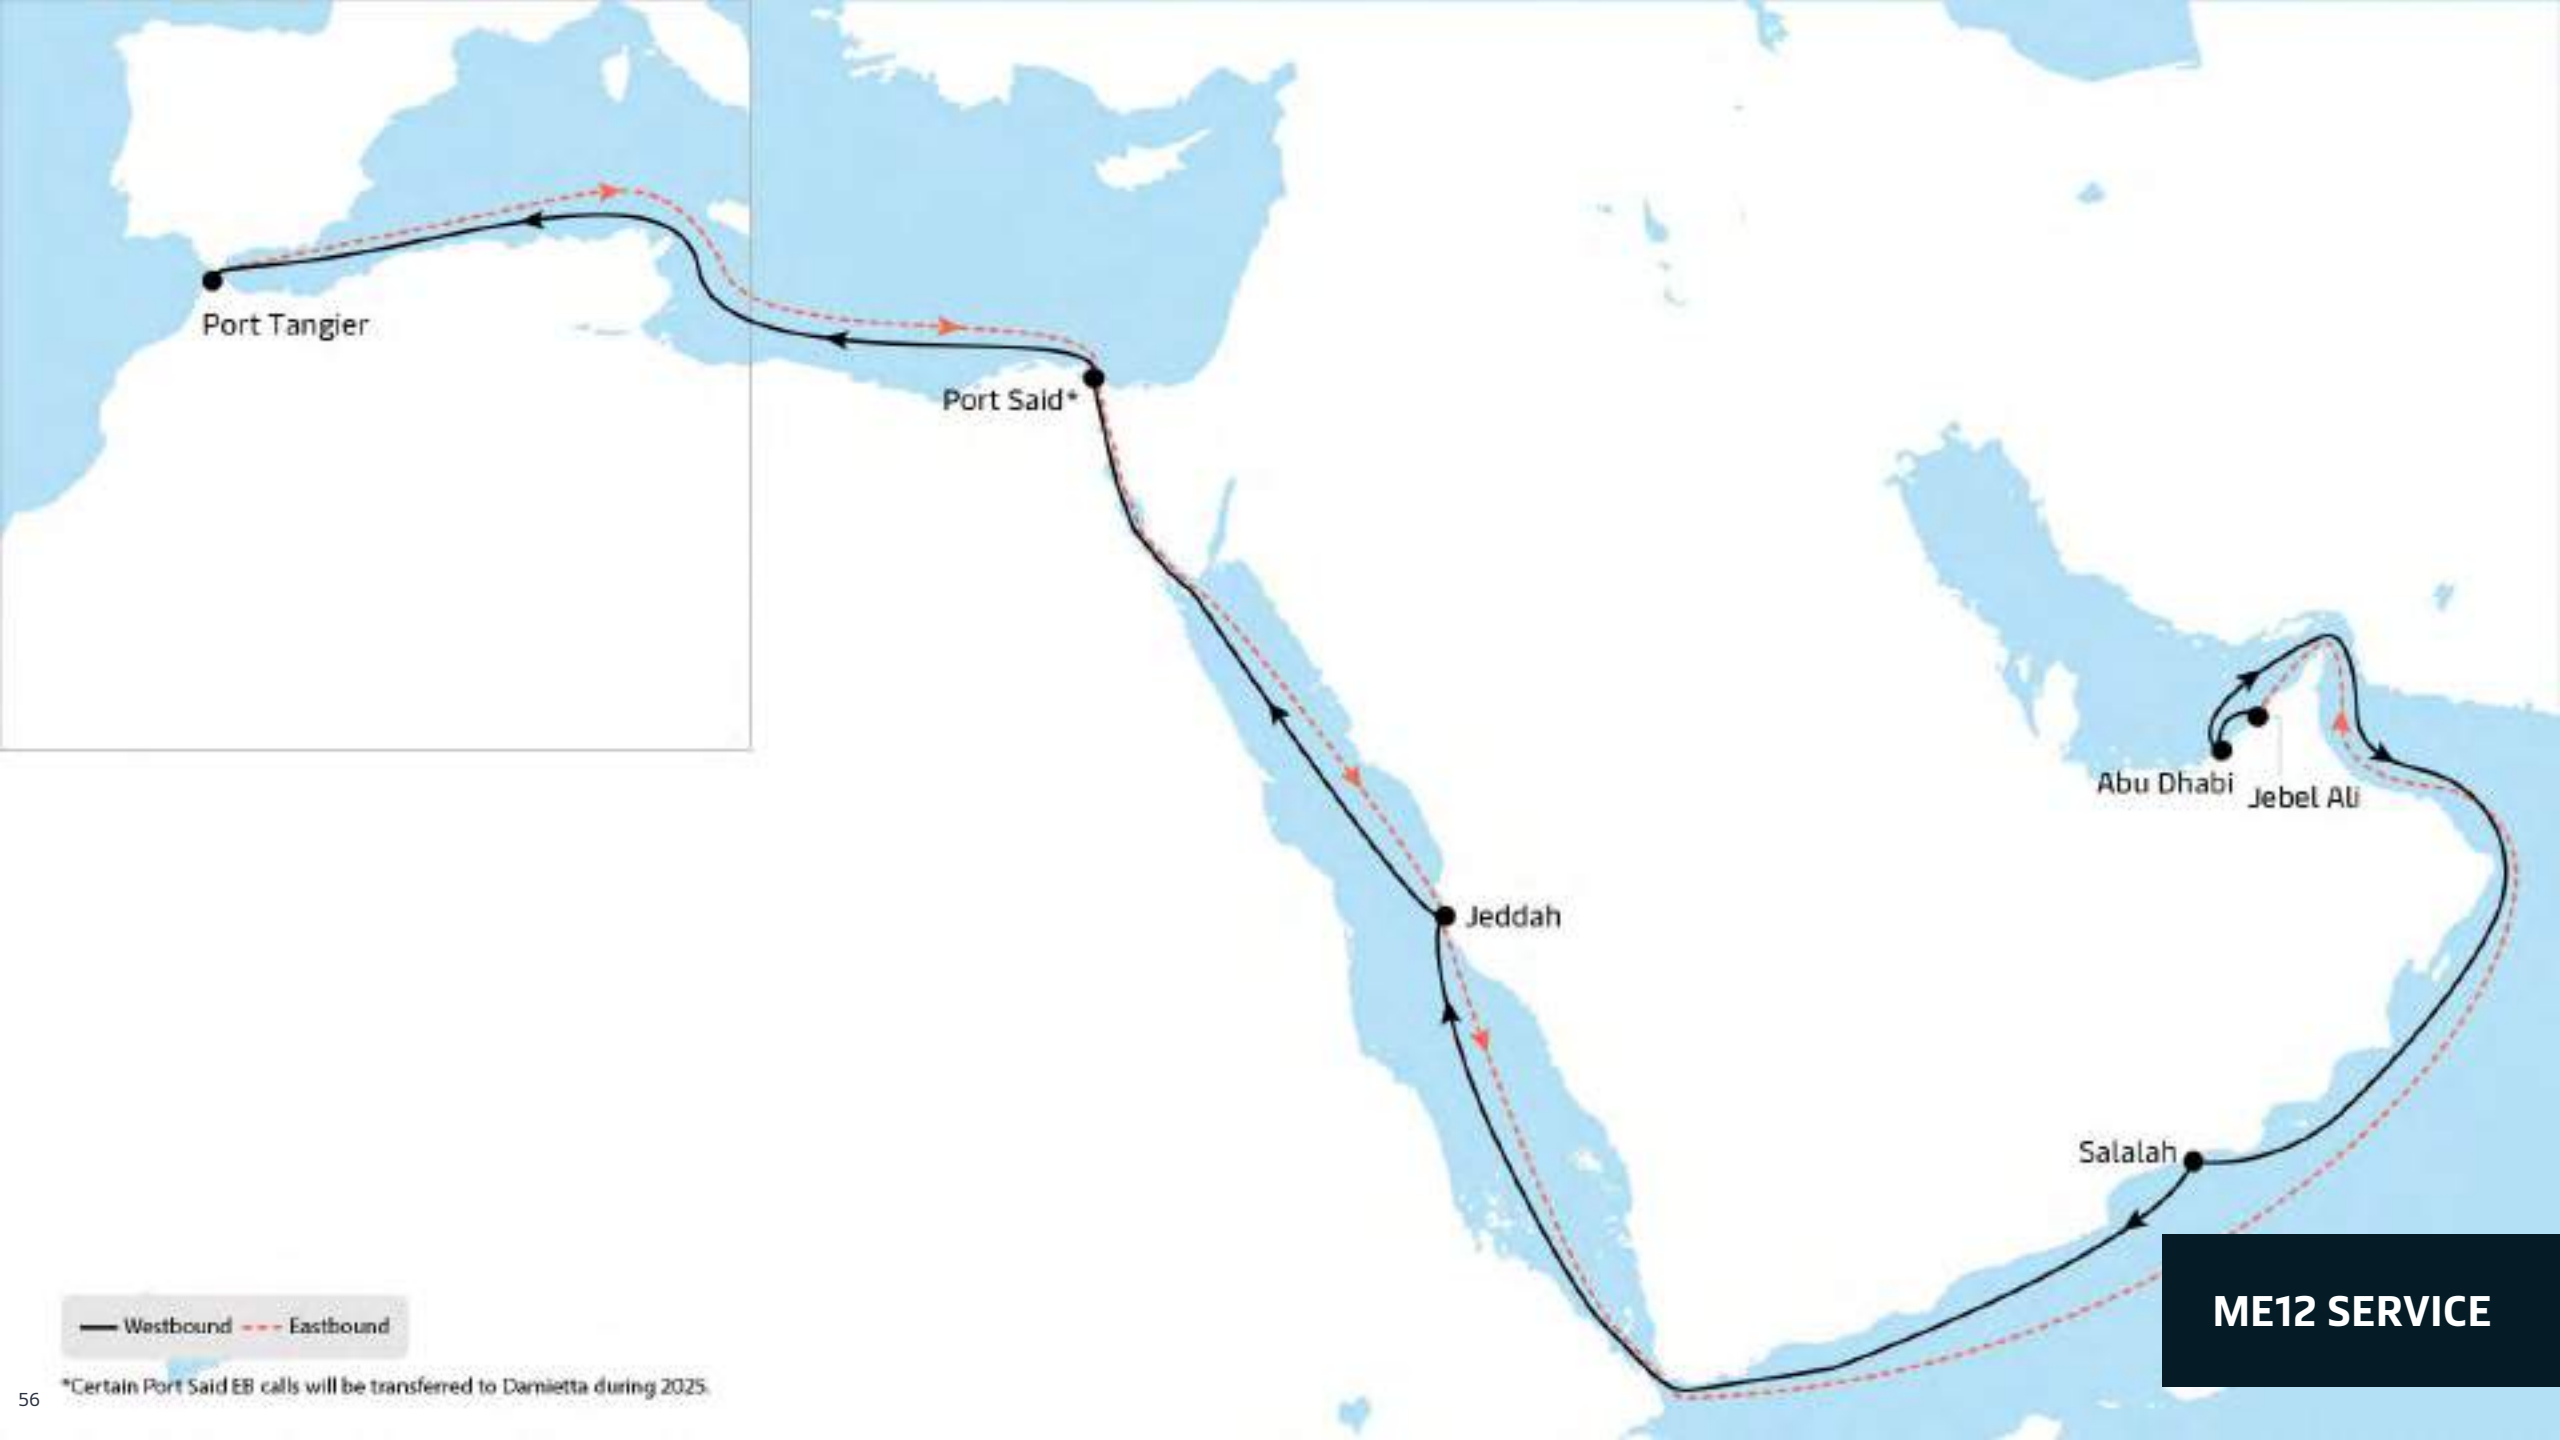 Port Tangier
Port Said*
Abu Dhabi
Jebel Ali
Jeddah
Salalah
ME12 SERVICE
Westbound
Eastbound
*Certain Port Said EB calls will be transferred to Damietta during 2025.
56